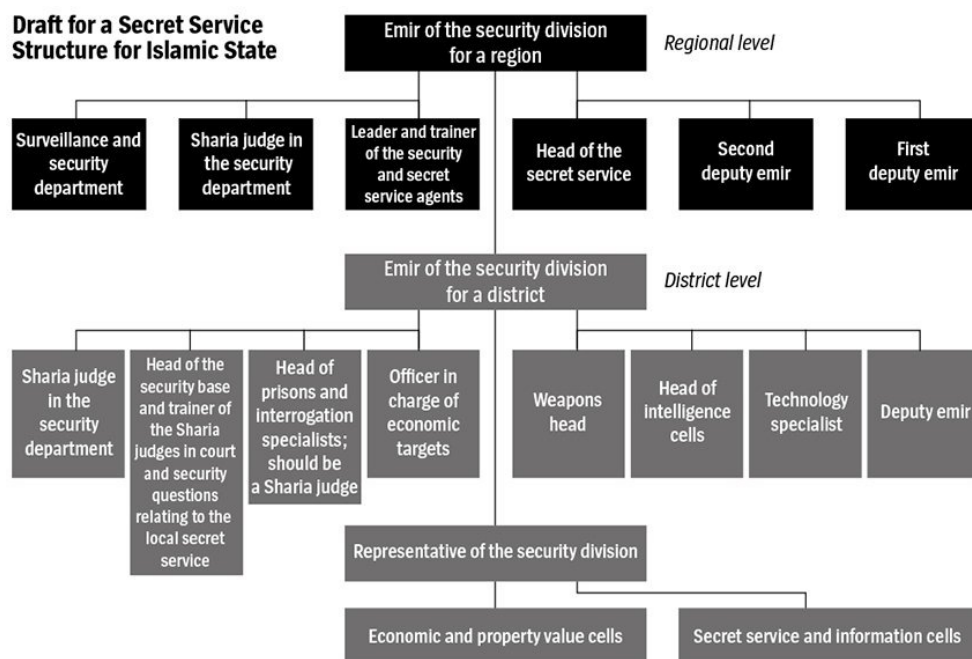 Draft for a Secret Service
Structure for Islamic State
Emir of the security division
for a region
Regional level
Surveillance and
security
department
Sharia judge in
the security
department
Leader and trainer
of the security
and secret
service agents
Head of the
secret service
Second
deputy emir
First
deputy emir
Emir of the security division
for a district
District level
Sharia judge
in the
security
department
Head of the
security base
and trainer of
the Sharia
judges in court
and security
questions
relating to the
local secret
service
Head of
prisons and
interrogation
specialists;
should be
a Sharia judge
Officer in
charge of
economic
targets
Weapons
head
Head of
intelligence
cells
Technology
specialist
Deputy emir
Representative of the security division
Economic and property value cells
Secret service and information cells